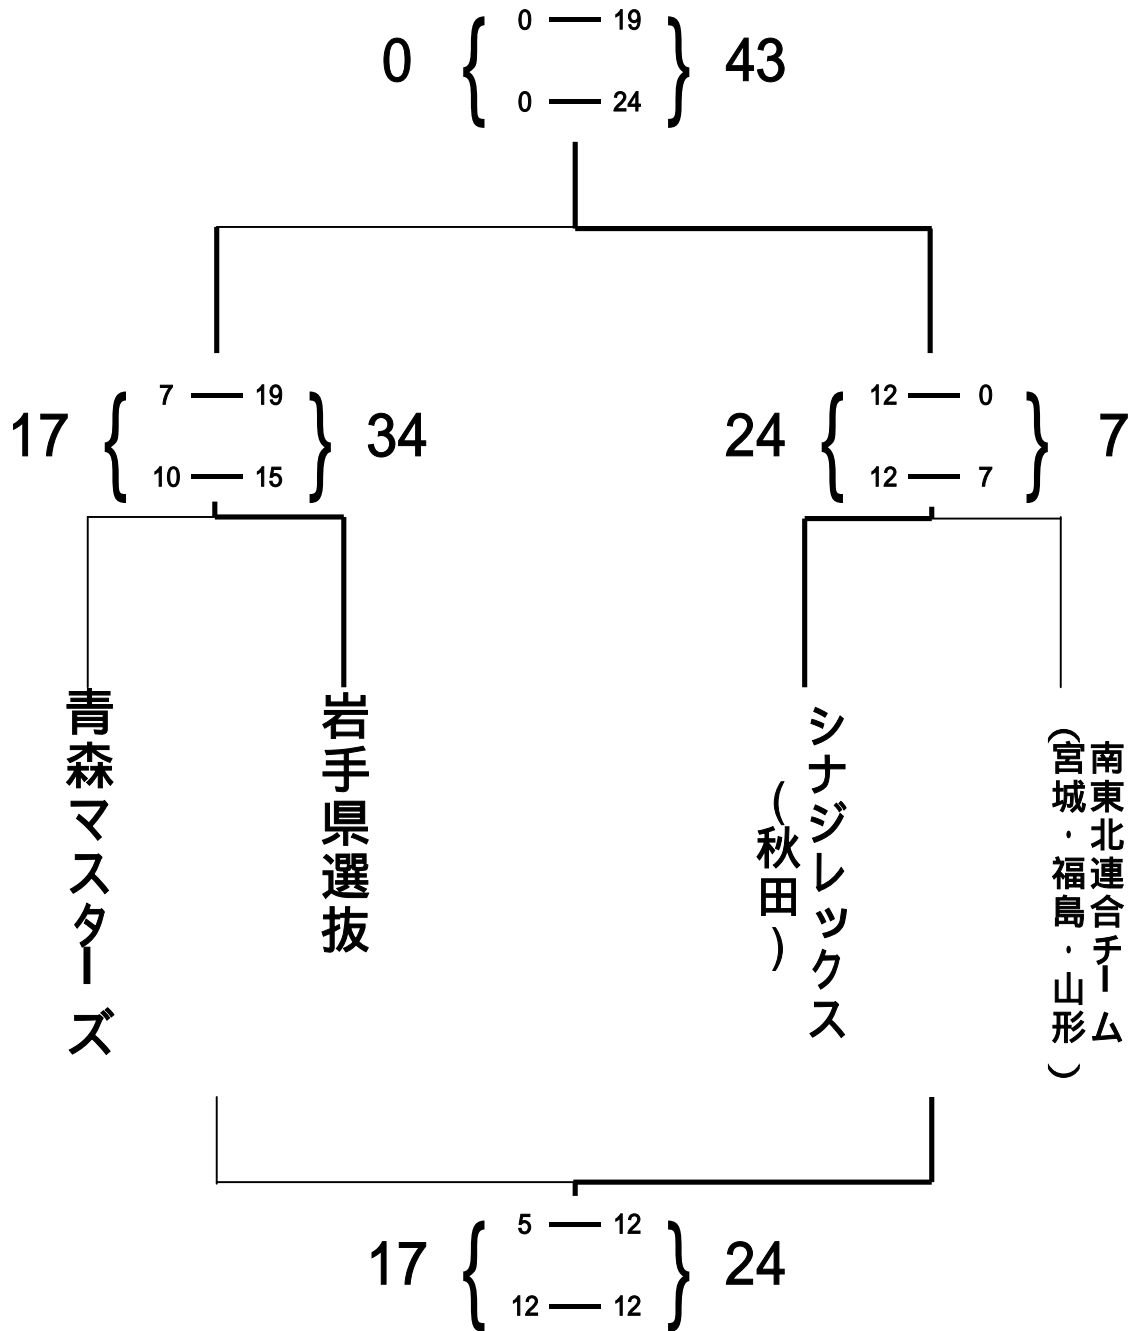 0 { 0 — 19 } 43
0 — 24
17 { 7 — 19 } 34
10 — 15
24 { 12 — 0 } 7
12 — 7
青森マスターズ
岩手県選抜
シナジレックス
(秋田)
南東北連合チーム
(宮城・福島・山形)
17 { 5 — 12 } 24
12 — 12